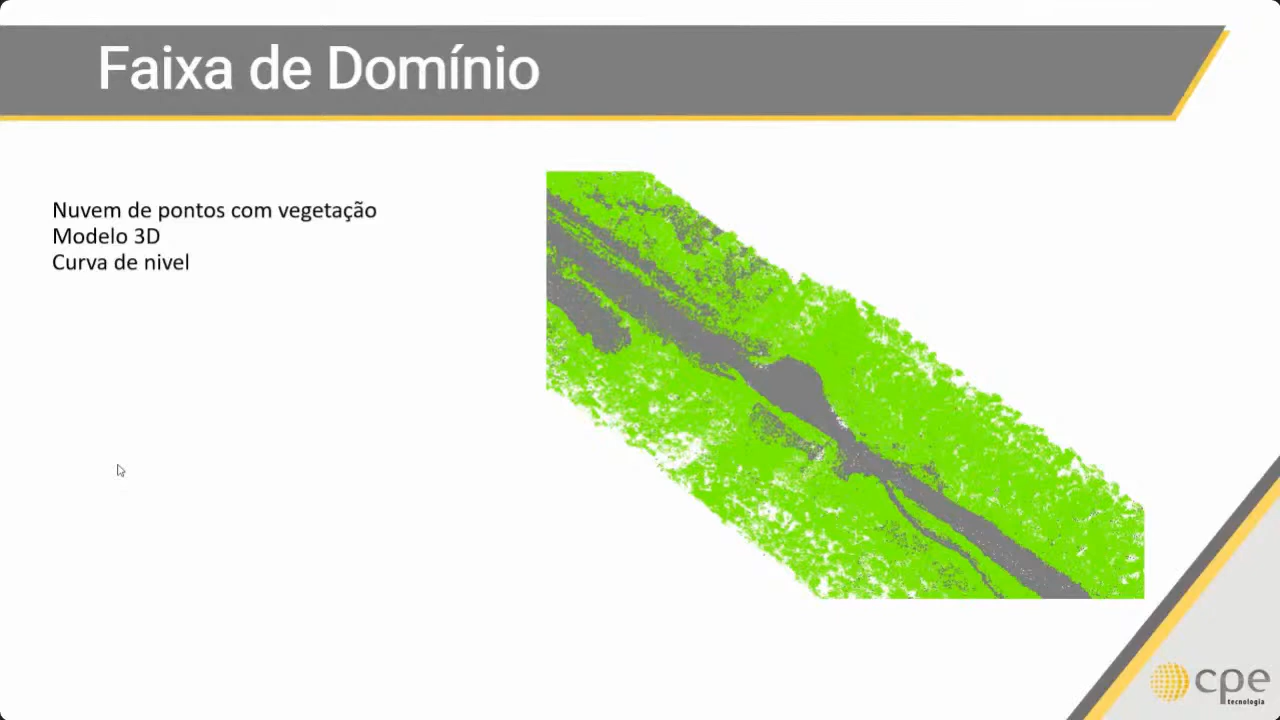 Faixa de Domínio
Nuvem de pontos com vegetação
Modelo 3D
Curva de nivel
cpe
tecnologia